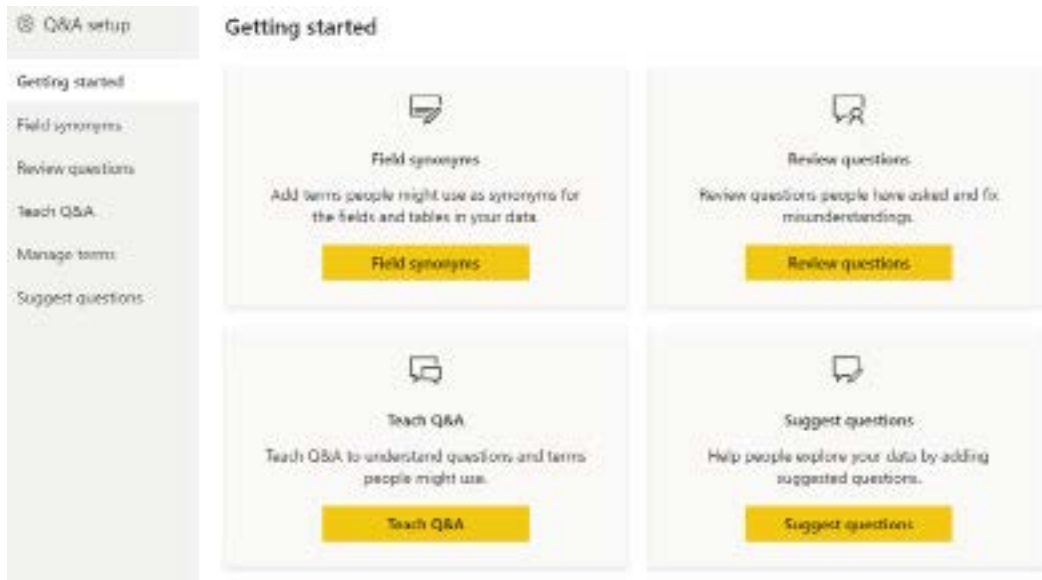 Q&A setup
Getting started
Field synonyms
Review questions
Teach Q&A
Manage terms
Suggest questions
Getting started
Field synonyms
Add terms people might use as synonyms for
the fields and tables in your data.
Field synonyms
Review questions
Review questions people have asked and fix
misunderstandings.
Review questions
Teach Q&A
Teach Q&A to understand questions and terms
people might use.
Teach Q&A
Suggest questions
Help people explore your data by adding
suggested questions.
Suggest questions